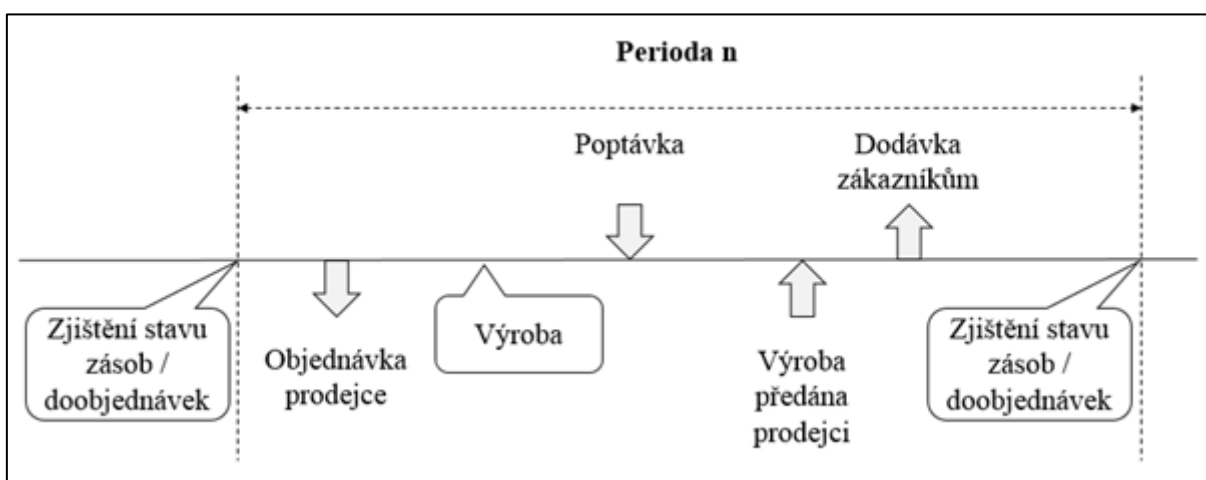 Perioda n
Poptávka
Dodávka
zákazníkům
Zjištění stavu
zásob /
doobjednávek
Objednávka
prodejce
Výroba
Výroba
předána
prodejci
Zjištění stavu
zásob /
doobjednávek